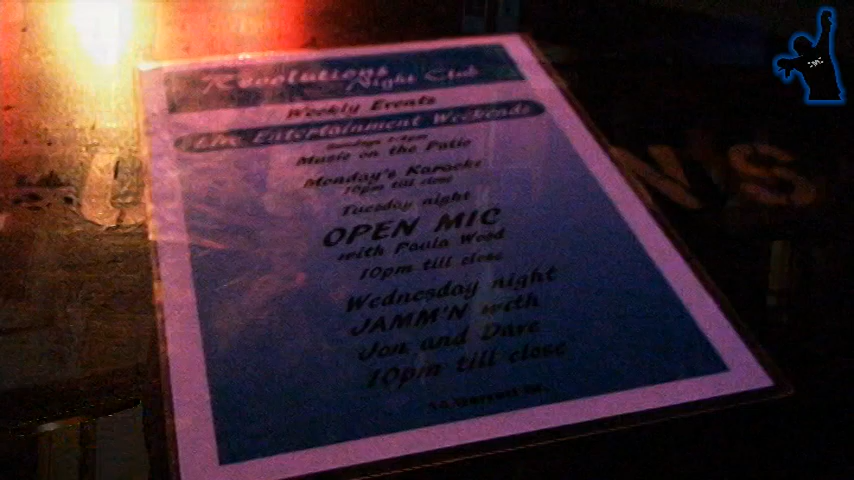 Revolutions
Night Club
Weekly Events
Live Entertainment Weekends
Music on the Patio
Monday's Karaoke
10pm till close
Tuesday night
OPEN MIC
with Paula Wood
10pm till close
Wednesday night
JAMM'N with
Jon and Dave
10pm till close
NS